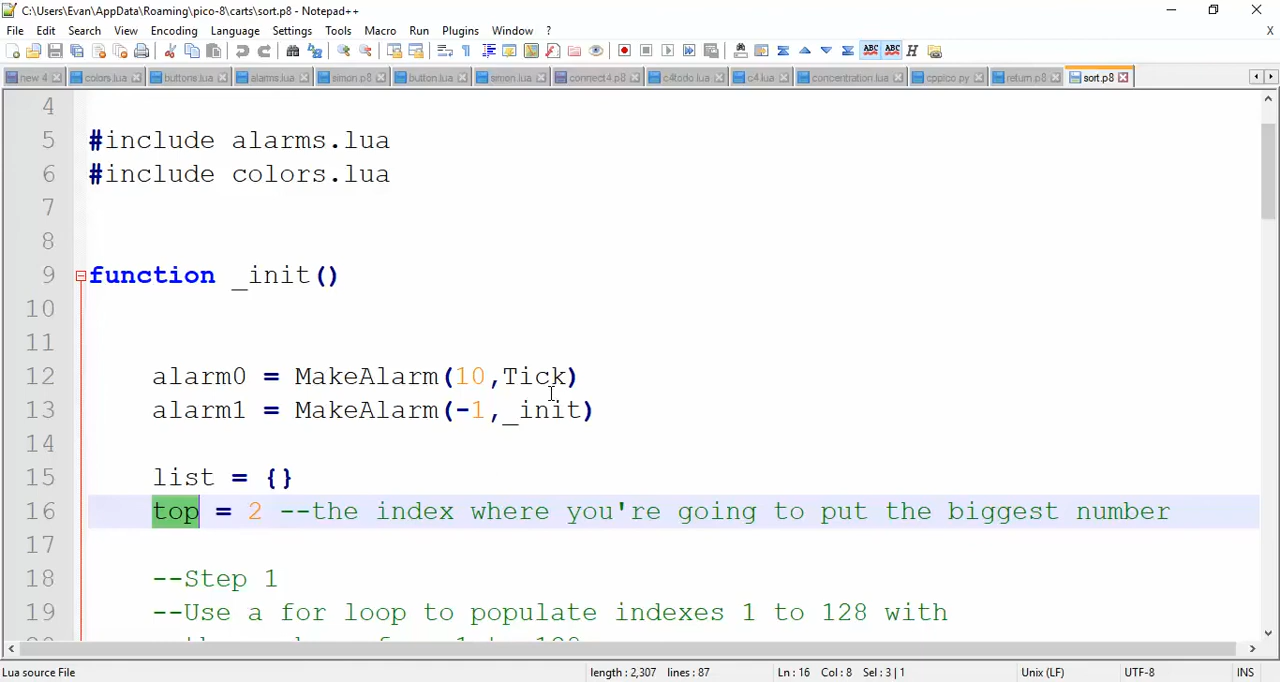 C:\Users\Evan\AppData\Roaming\pico-8\carts\sort.p8 - Notepad++
File Edit Search View Encoding Language Settings Tools Macro Run Plugins Window ? X
new 4 colors.lua buttons.lua alarms.lua simon.p8 button.lua simon.lua connect4.p8 c4todo.lua c4.lua concentration.lua cppico.py return.p8 sort.p8
4
5 #include alarms.lua
6 #include colors.lua
7
8
9 function _init()
10
11
12 alarm0 = MakeAlarm(10,Tick)
13 alarm1 = MakeAlarm(-1,_init)
14
15 list = {}
16 top = 2 --the index where you're going to put the biggest number
17
18 --Step 1
19 --Use a for loop to populate indexes 1 to 128 with
Lua source File length : 2,307 lines : 87 Ln : 16 Col : 8 Sel : 3 | 1 Unix (LF) UTF-8 INS